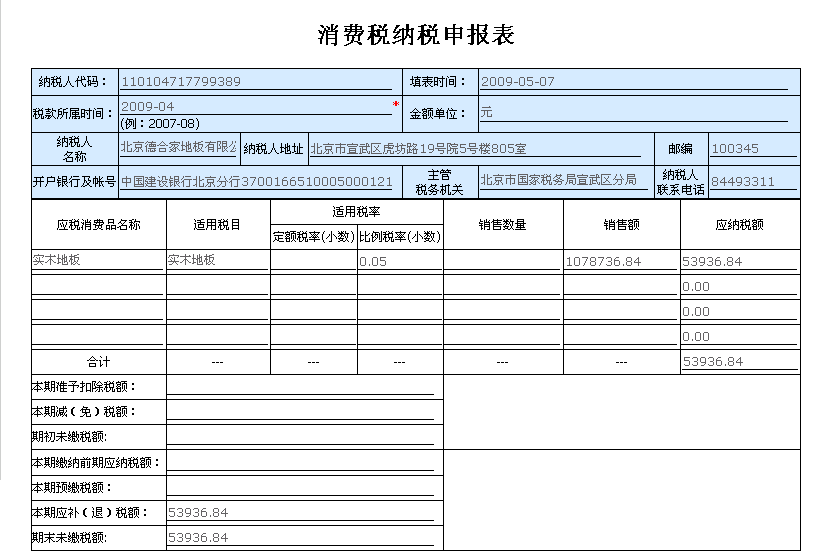 消费税纳税申报表
纳税人代码： 110104717799389 填表时间： 2009-05-07
税款所属时间： 2009-04 * 金额单位： 元
(例：2007-08)
纳税人名称 北京德合家地板有限公 纳税人地址 北京市宣武区虎坊路19号院5号楼805室 邮编 100345
开户银行及帐号 中国建设银行北京分行37001665100050001​21 主管税务机关 北京市国家税务局宣武区分局 纳税人联系电话 84493311
应税消费品名称 适用税目 适用税率 销售数量 销售额 应纳税额
定额税率(小数) 比例税率(小数)
实木地板 实木地板 0.05 1078736.84 53936.84
0.00
0.00
0.00
合计 --- --- --- --- --- 53936.84
本期准予扣除税额：
本期减（免）税额：
期初未缴税额:
本期缴纳前期应纳税额：
本期预缴税额：
本期应补（退）税额： 53936.84
期末未缴税额: 53936.84